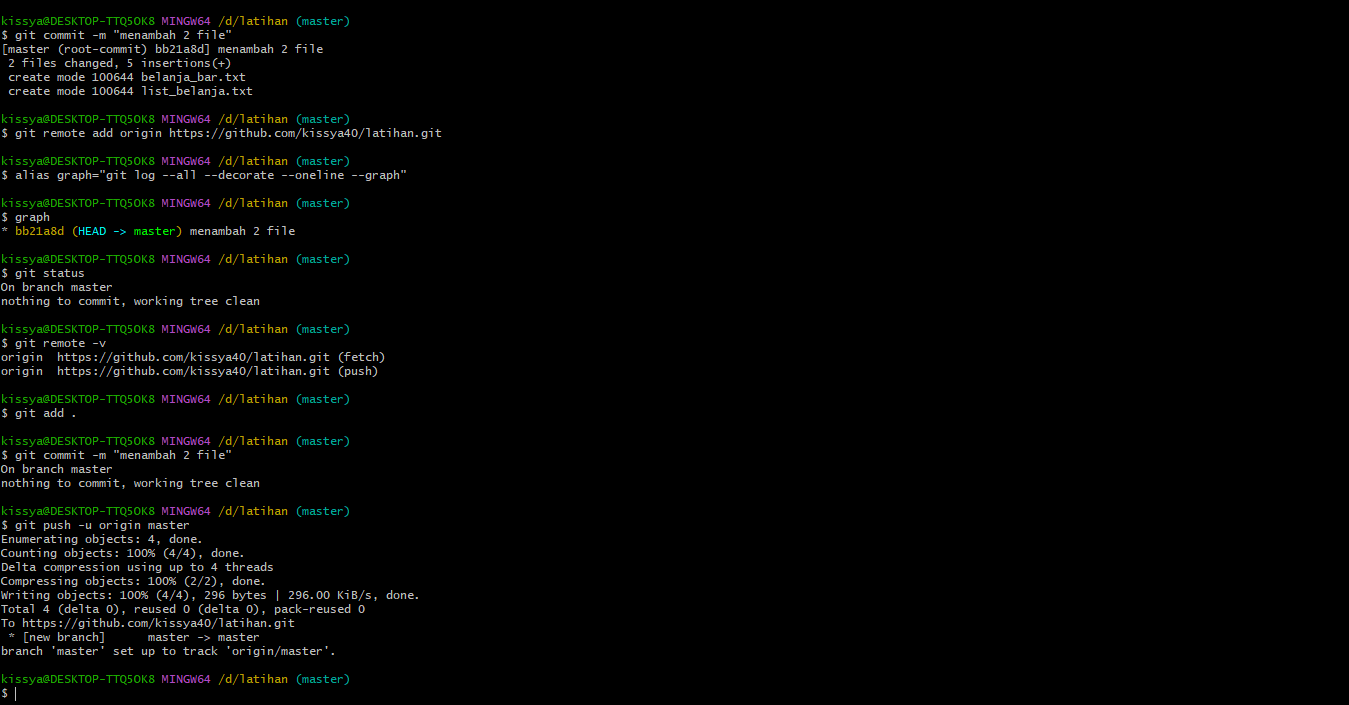 kissya@DESKTOP-TTQ5OK8 MINGW64 /d/latihan (master)
$ git commit -m "menambah 2 file"
[master (root-commit) bb21a8d] menambah 2 file
 2 files changed, 5 insertions(+)
 create mode 100644 belanja_bar.txt
 create mode 100644 list_belanja.txt

kissya@DESKTOP-TTQ5OK8 MINGW64 /d/latihan (master)
$ git remote add origin https://github.com/kissya40/latihan.git

kissya@DESKTOP-TTQ5OK8 MINGW64 /d/latihan (master)
$ alias graph="git log --all --decorate --oneline --graph"

kissya@DESKTOP-TTQ5OK8 MINGW64 /d/latihan (master)
$ graph
* bb21a8d (HEAD -> master) menambah 2 file

kissya@DESKTOP-TTQ5OK8 MINGW64 /d/latihan (master)
$ git status
On branch master
nothing to commit, working tree clean

kissya@DESKTOP-TTQ5OK8 MINGW64 /d/latihan (master)
$ git remote -v
origin  https://github.com/kissya40/latihan.git (fetch)
origin  https://github.com/kissya40/latihan.git (push)

kissya@DESKTOP-TTQ5OK8 MINGW64 /d/latihan (master)
$ git add .

kissya@DESKTOP-TTQ5OK8 MINGW64 /d/latihan (master)
$ git commit -m "menambah 2 file"
On branch master
nothing to commit, working tree clean

kissya@DESKTOP-TTQ5OK8 MINGW64 /d/latihan (master)
$ git push -u origin master
Enumerating objects: 4, done.
Counting objects: 100% (4/4), done.
Delta compression using up to 4 threads
Compressing objects: 100% (2/2), done.
Writing objects: 100% (4/4), 296 bytes | 296.00 KiB/s, done.
Total 4 (delta 0), reused 0 (delta 0), pack-reused 0
To https://github.com/kissya40/latihan.git
 * [new branch]      master -> master
branch 'master' set up to track 'origin/master'.

kissya@DESKTOP-TTQ5OK8 MINGW64 /d/latihan (master)
$